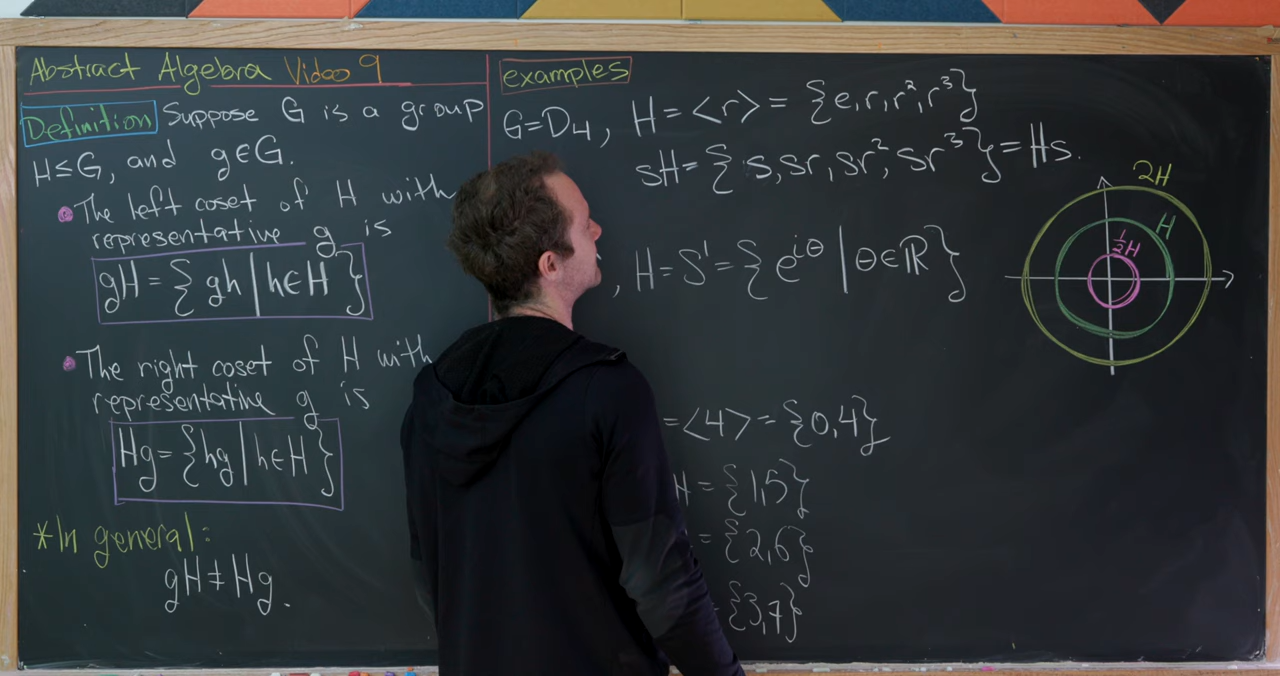 Abstract Algebra Video 9
Definition Suppose G is a group
H≤G, and g∈G.
• The left coset of H with
representative g is
gH = {gh | h∈H}
• The right coset of H with
representative g is
Hg = {hg | h∈H}
*In general:
gH ≠ Hg.
examples
G=D₄, H = <r> = {e, r, r², r³}
sH = {s, sr, sr², sr³} = Hs.
, H = S¹ = {e^{iθ} | θ∈ℝ}
2H
H
½H
= <4> = {0,4}
H = {1,5}
= {2,6}
= {3,7}